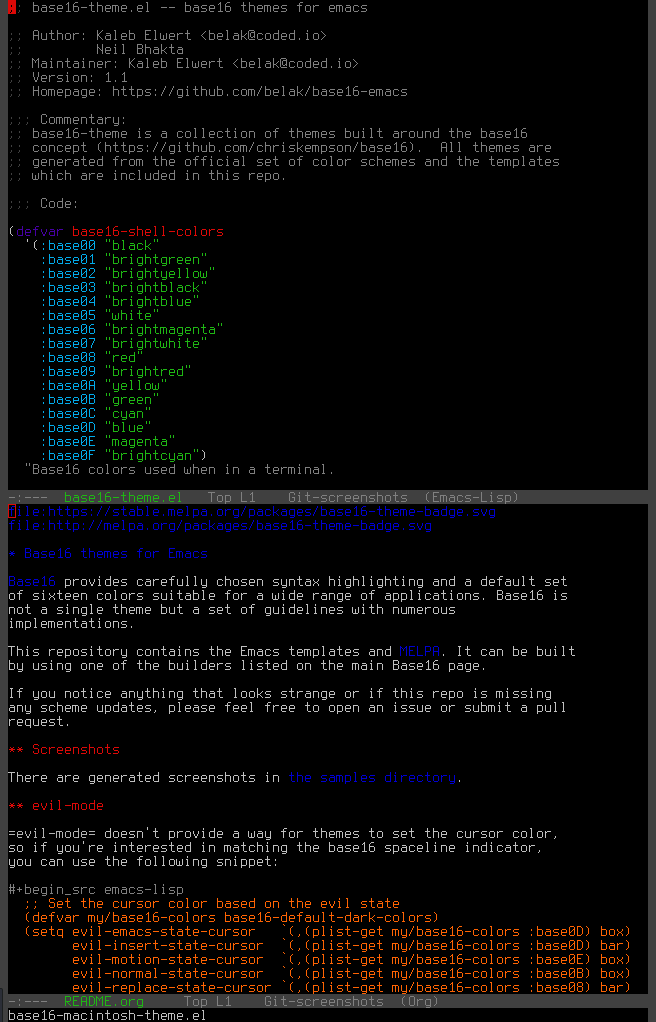 ;; base16-theme.el -- base16 themes for emacs

;; Author: Kaleb Elwert <belak@coded.io>
;;         Neil Bhakta
;; Maintainer: Kaleb Elwert <belak@coded.io>
;; Version: 1.1
;; Homepage: https://github.com/belak/base16-emacs

;;; Commentary:
;; base16-theme is a collection of themes built around the base16
;; concept (https://github.com/chriskempson/base16).  All themes are
;; generated from the official set of color schemes and the templates
;; which are included in this repo.

;;; Code:

(defvar base16-shell-colors
  '(:base00 "black"
    :base01 "brightgreen"
    :base02 "brightyellow"
    :base03 "brightblack"
    :base04 "brightblue"
    :base05 "white"
    :base06 "brightmagenta"
    :base07 "brightwhite"
    :base08 "red"
    :base09 "brightred"
    :base0A "yellow"
    :base0B "green"
    :base0C "cyan"
    :base0D "blue"
    :base0E "magenta"
    :base0F "brightcyan")
  "Base16 colors used when in a terminal.

-:---  base16-theme.el   Top L1    Git-screenshots  (Emacs-Lisp)
file:https://stable.melpa.org/packages/base16-theme-badge.svg
file:http://melpa.org/packages/base16-theme-badge.svg

* Base16 themes for Emacs

Base16 provides carefully chosen syntax highlighting and a default set
of sixteen colors suitable for a wide range of applications. Base16 is
not a single theme but a set of guidelines with numerous
implementations.

This repository contains the Emacs templates and MELPA. It can be built
by using one of the builders listed on the main Base16 page.

If you notice anything that looks strange or if this repo is missing
any scheme updates, please feel free to open an issue or submit a pull
request.

** Screenshots

There are generated screenshots in the samples directory.

** evil-mode

=evil-mode= doesn't provide a way for themes to set the cursor color,
so if you're interested in matching the base16 spaceline indicator,
you can use the following snippet:

#+begin_src emacs-lisp
  ;; Set the cursor color based on the evil state
  (defvar my/base16-colors base16-default-dark-colors)
  (setq evil-emacs-state-cursor   `(,(plist-get my/base16-colors :base0D) box)
        evil-insert-state-cursor  `(,(plist-get my/base16-colors :base0D) bar)
        evil-motion-state-cursor  `(,(plist-get my/base16-colors :base0E) box)
        evil-normal-state-cursor  `(,(plist-get my/base16-colors :base0B) box)
        evil-replace-state-cursor `(,(plist-get my/base16-colors :base08) bar)
-:---  README.org     Top L1    Git-screenshots  (Org)
base16-macintosh-theme.el